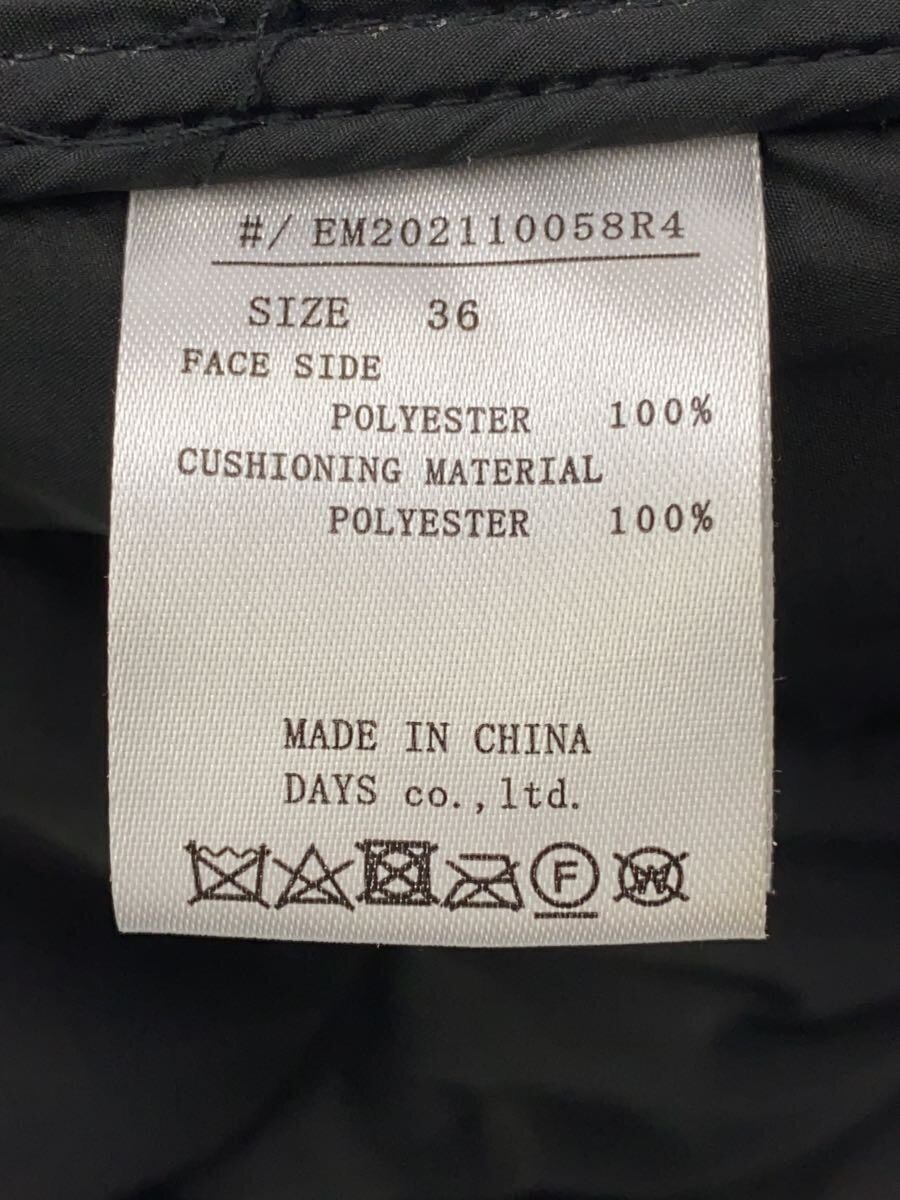 #/ EM202110058R4
SIZE 36
FACE SIDE
POLYESTER 100%
CUSHIONING MATERIAL
POLYESTER 100%
MADE IN CHINA
DAYS co.,ltd.
F W